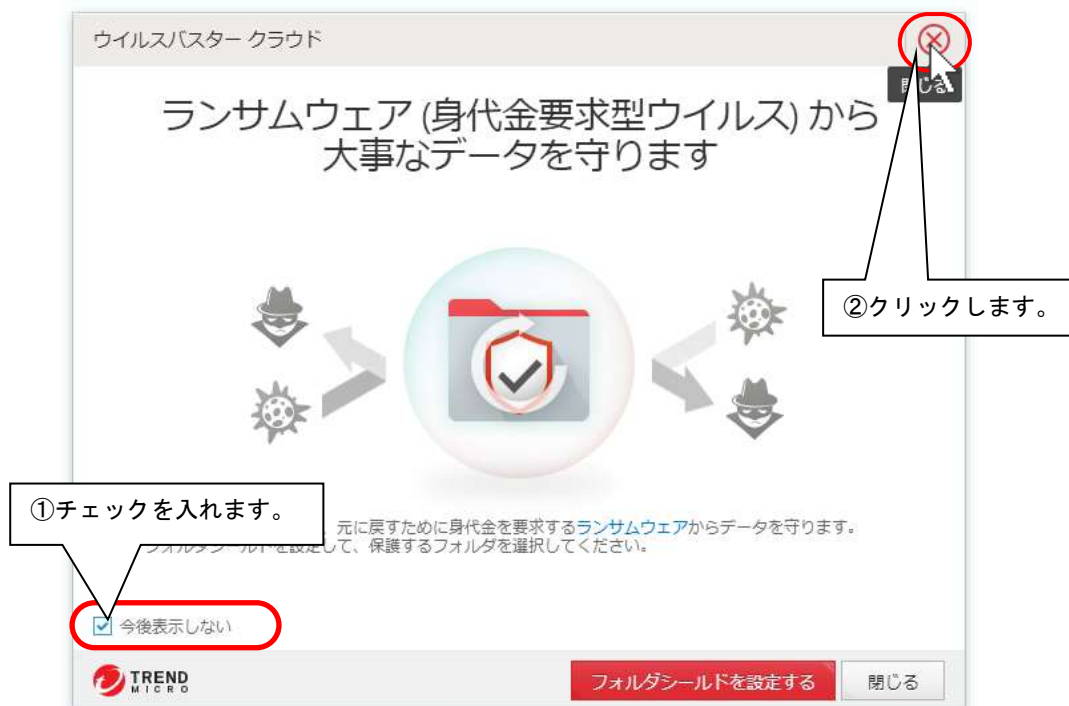 ウイルスバスター クラウド
閉じる
ランサムウェア (身代金要求型ウイルス) から
大事なデータを守ります
②クリックします。
①チェックを入れます。
元に戻すために身代金を要求するランサムウェアからデータを守ります。
フォルダシールドを設定して、保護するフォルダを選択してください。
今後表示しない
TREND
MICRO
フォルダシールドを設定する
閉じる